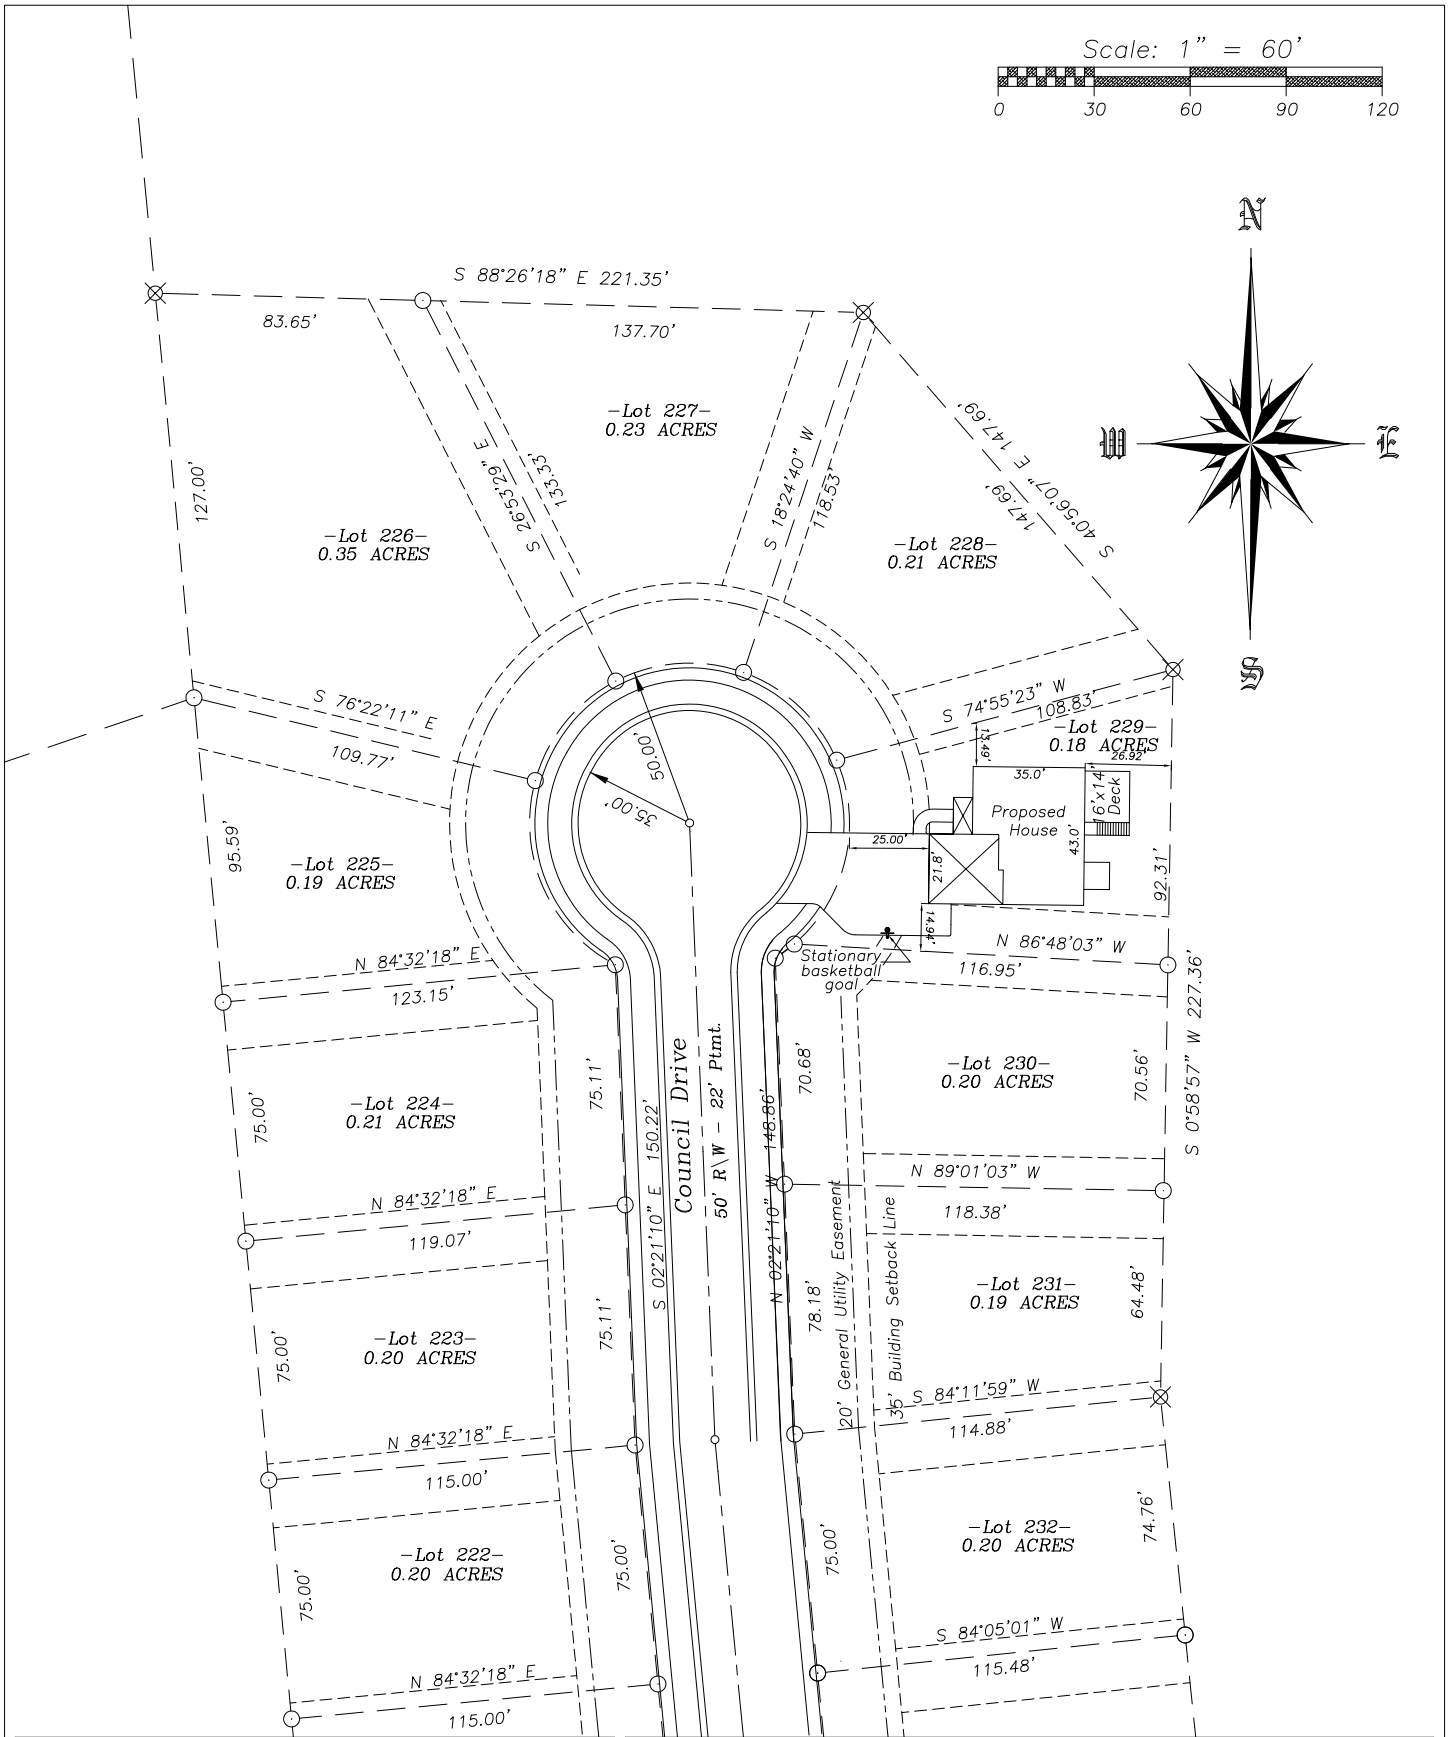 Scale: 1" = 60'
0 30 60 90 120
N
W
E
S
S 88°26'18" E 221.35'
83.65'
137.70'
-Lot 227-
0.23 ACRES
S 26°53'29" E
133.33'
S 18°24'40" W
118.53'
S 40°56'07" E 147.69'
147.69'
127.00'
-Lot 226-
0.35 ACRES
-Lot 228-
0.21 ACRES
S 76°22'11" E
109.77'
S 74°55'23" W
108.83'
-Lot 229-
0.18 ACRES
13.49'
26.92'
35.0'
16'x14'
Deck
Proposed
House
43.0'
50.00'
35.00'
25.00'
21.8'
14.94'
92.31'
95.59'
-Lot 225-
0.19 ACRES
N 84°32'18" E
123.15'
N 86°48'03" W
116.95'
Stationary
basketball
goal
S 0°58'57" W 227.36'
-Lot 230-
0.20 ACRES
70.68'
70.56'
75.11'
75.00'
-Lot 224-
0.21 ACRES
Council Drive
50' R\W - 22' Ptmt.
S 02°21'10" E 150.22'
N 02°21'10" W 148.86'
N 89°01'03" W
118.38'
N 84°32'18" E
119.07'
20' General Utility Easement
35' Building Setback Line
-Lot 231-
0.19 ACRES
78.18'
64.48'
75.11'
75.00'
-Lot 223-
0.20 ACRES
S 84°11'59" W
114.88'
N 84°32'18" E
115.00'
-Lot 232-
0.20 ACRES
74.76'
75.00'
75.00'
75.00'
-Lot 222-
0.20 ACRES
S 84°05'01" W
115.48'
N 84°32'18" E
115.00'